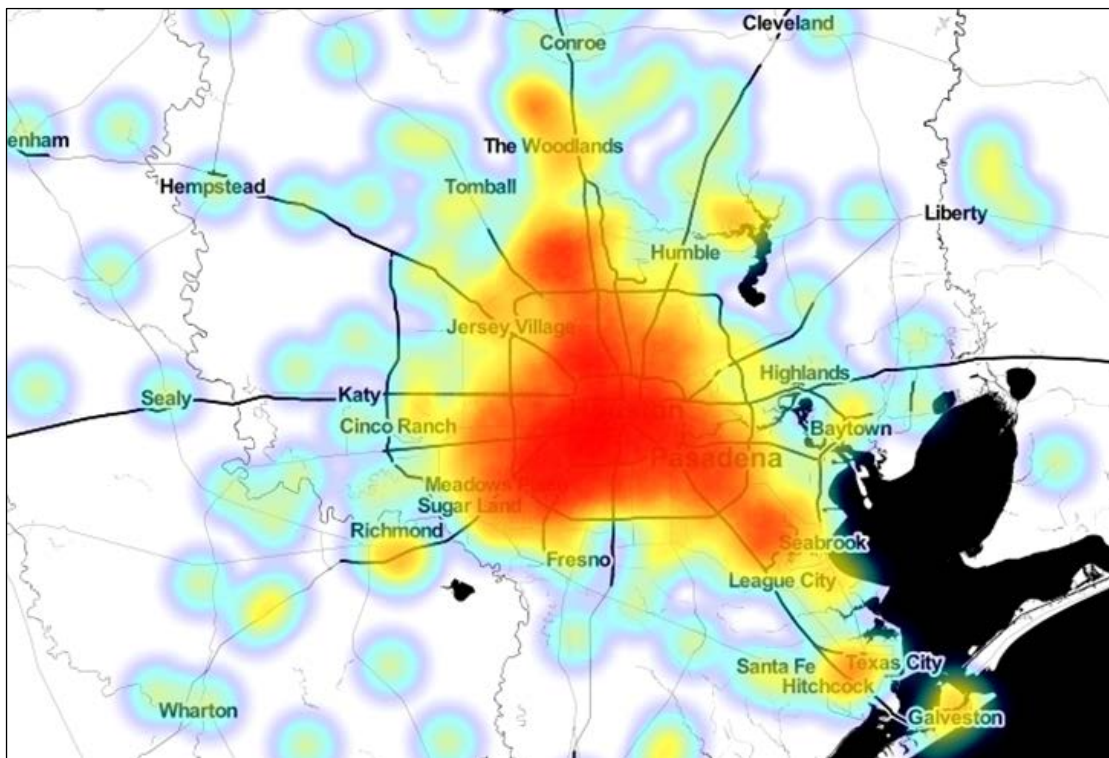 Cleveland
Conroe
enham
The Woodlands
Hempstead
Tomball
Liberty
Humble
Jersey Village
Highlands
Katy
Sealy
Cinco Ranch
Baytown
Pasadena
Meadows
Sugar Land
Richmond
Seabrook
Fresno
League City
Santa Fe
Texas City
Hitchcock
Wharton
Galveston